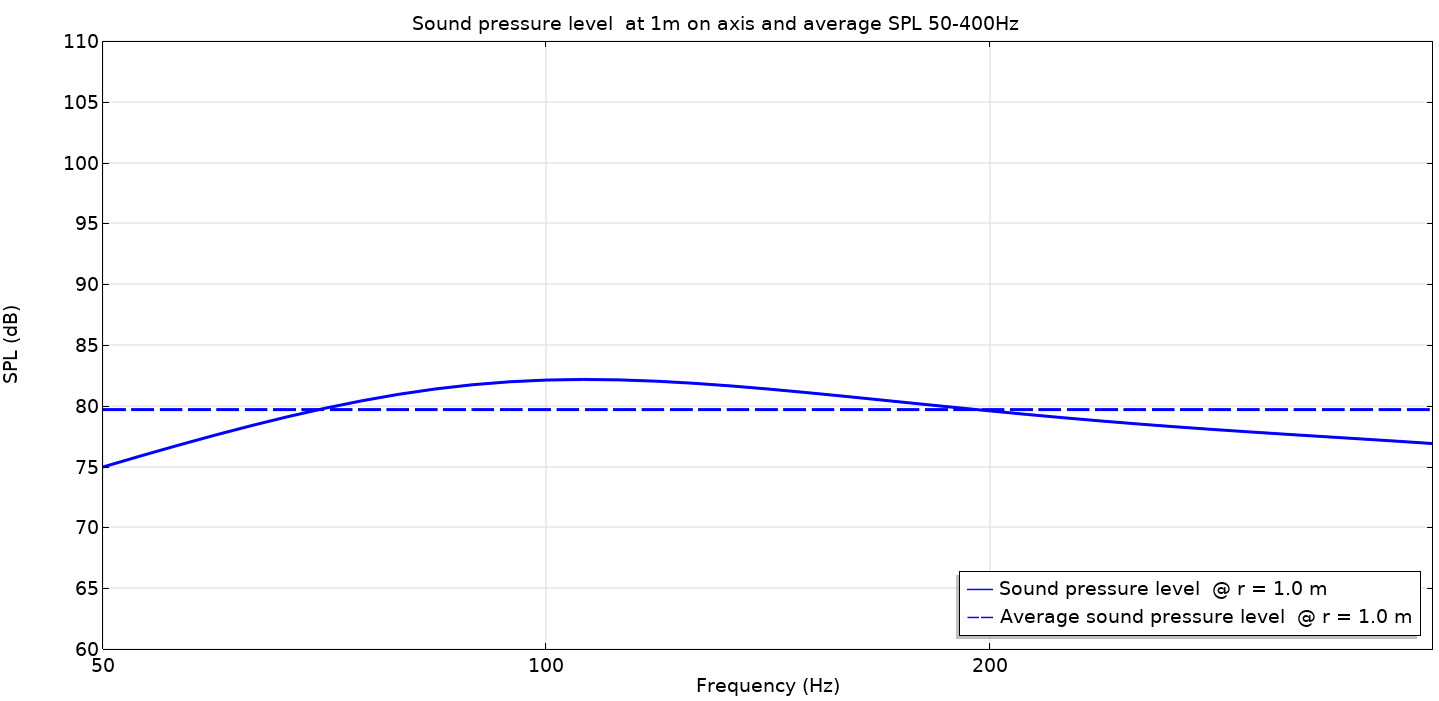 Sound pressure level  at 1m on axis and average SPL 50-400Hz
110
105
100
95
90
85
80
75
70
65
60
SPL (dB)
50
100
200
Frequency (Hz)
Sound pressure level  @ r = 1.0 m
Average sound pressure level  @ r = 1.0 m